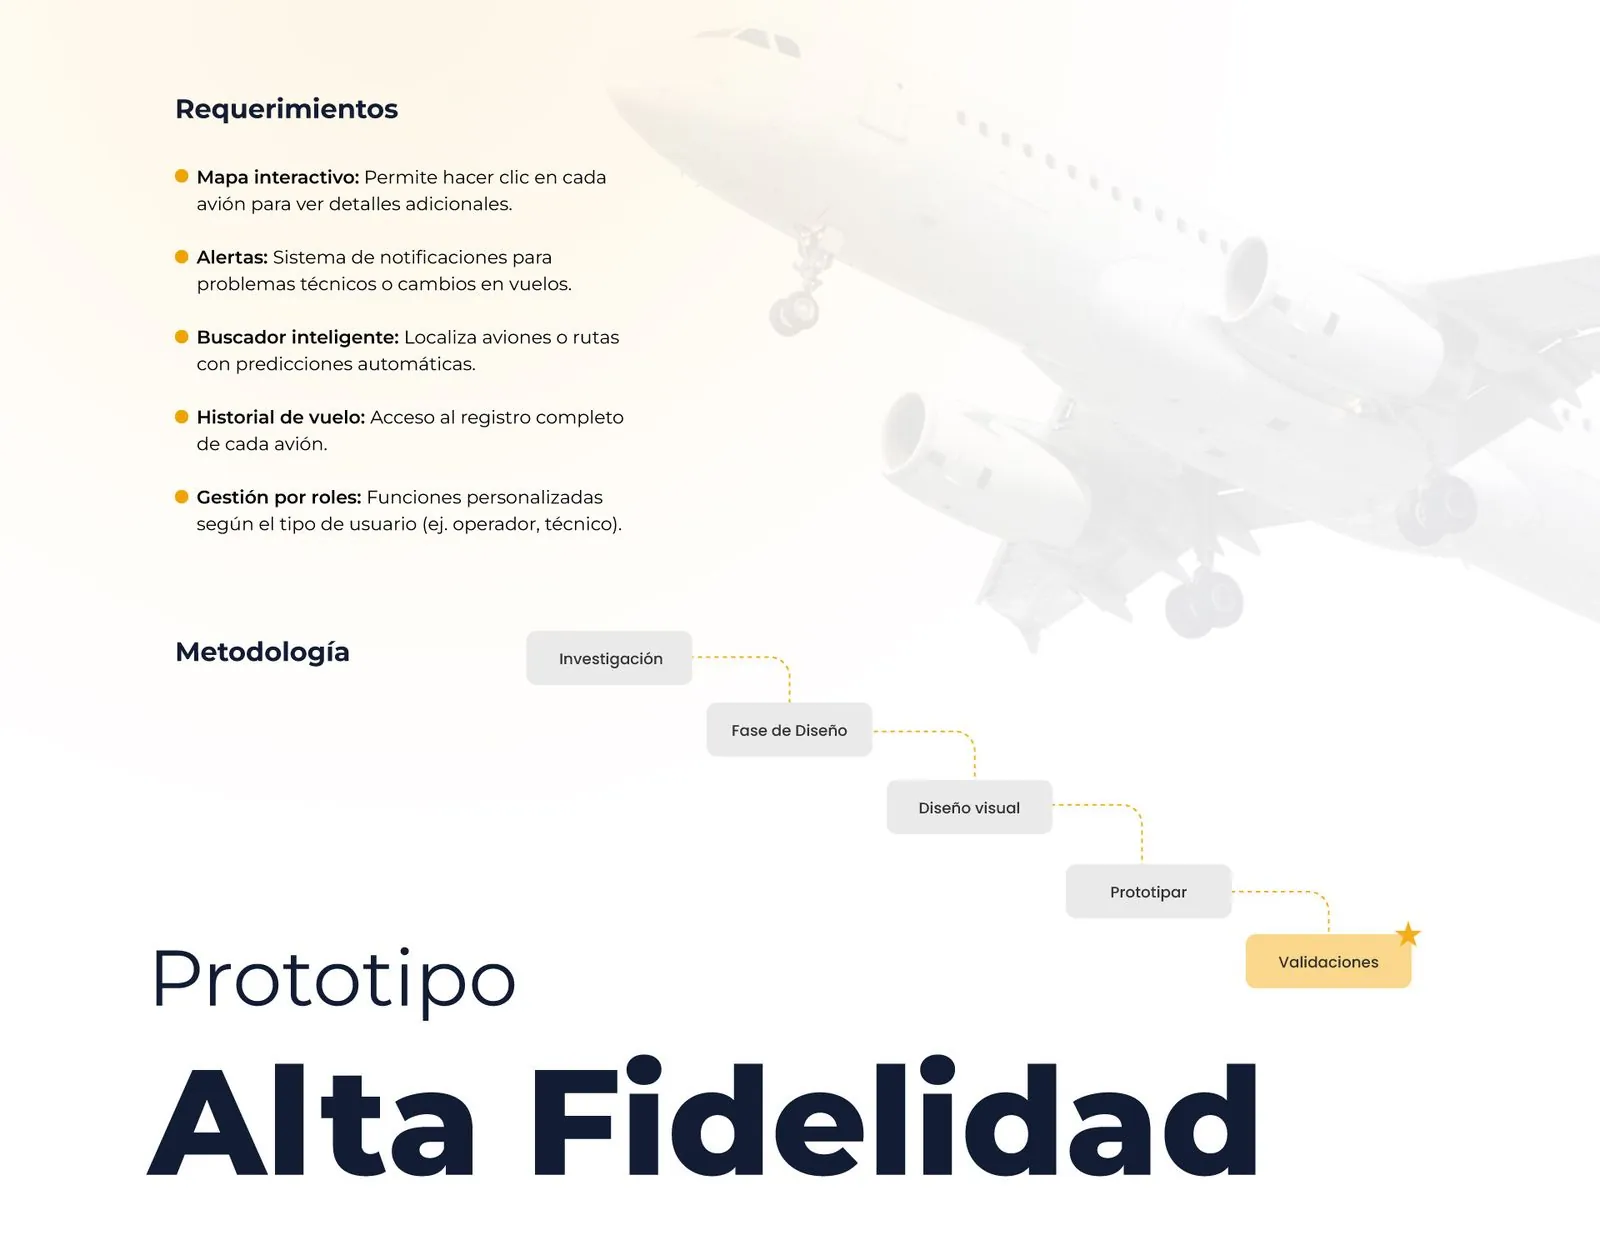 Requerimientos
Mapa interactivo: Permite hacer clic en cada
avión para ver detalles adicionales.
Alertas: Sistema de notificaciones para
problemas técnicos o cambios en vuelos.
Buscador inteligente: Localiza aviones o rutas
con predicciones automáticas.
Historial de vuelo: Acceso al registro completo
de cada avión.
Gestión por roles: Funciones personalizadas
según el tipo de usuario (ej. operador, técnico).
Metodología
Investigación
Fase de Diseño
Diseño visual
Prototipar
Validaciones
Prototipo
Alta Fidelidad